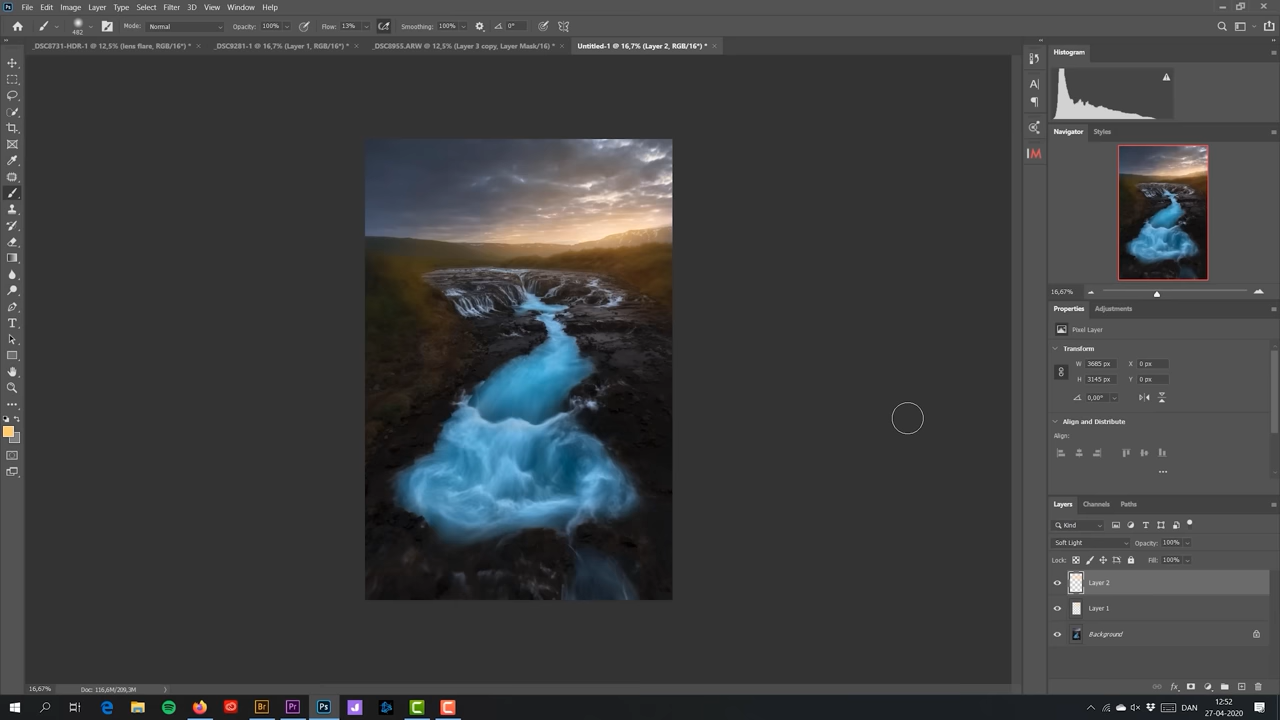 File Edit Image Layer Type Select Filter 3D View Window Help
482 Mode: Normal Opacity: 100% Flow: 13% Smoothing: 100% 0°
_DSC8731-HDR-1 @ 12,5% (lens flare, RGB/16*) * _DSC9281-1 @ 16,7% (Layer 1, RGB/16*) * _DSC8955.ARW @ 12,5% (Layer 3 copy, Layer Mask/16) * Untitled-1 @ 16,7% (Layer 2, RGB/16*) *
Histogram
Navigator Styles
16,67%
Properties Adjustments
Pixel Layer
Transform
W 3685 px X 0 px
H 3145 px Y 0 px
0,00°
Align and Distribute
Align:
Layers Channels Paths
Kind
Soft Light Opacity: 100%
Lock: Fill: 100%
Layer 2
Layer 1
Background
16,67% Doc: 116,6M/209,3M
DAN 12:52
27-04-2020